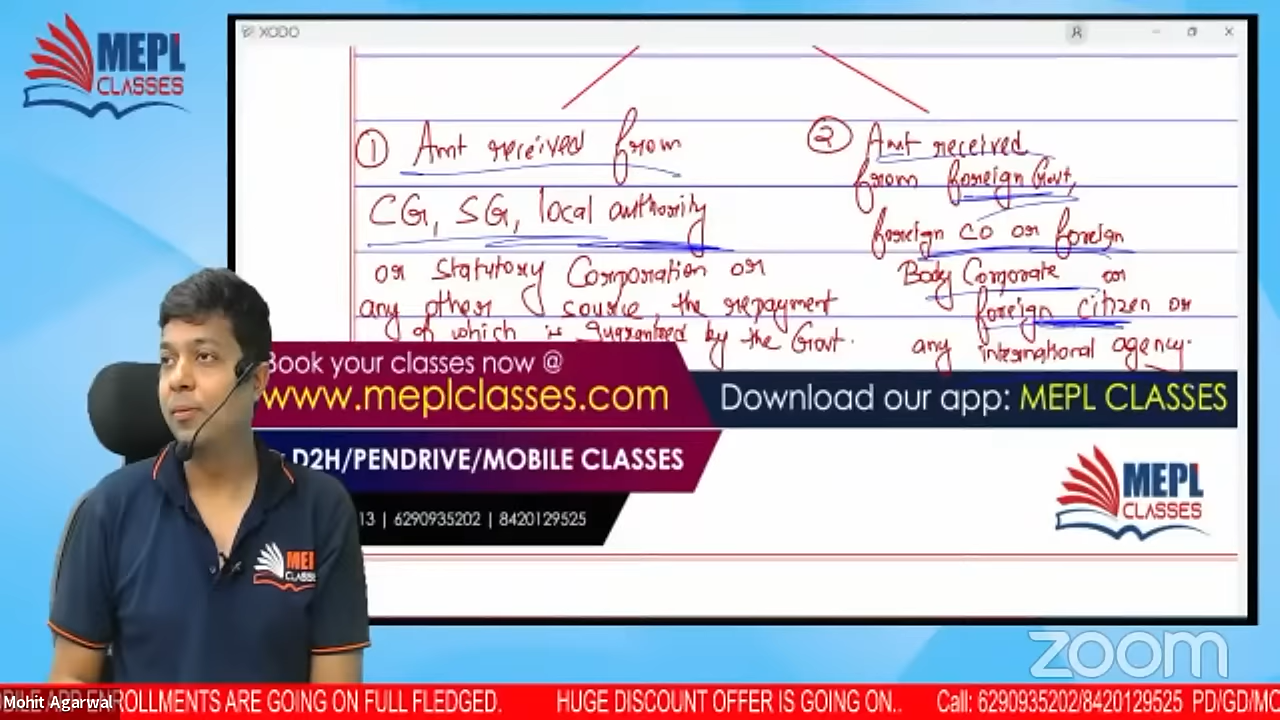 MEPL
CLASSES
XODO
① Amt received from
CG, SG, local authority
or statutory Corporation or
any other source, the repayment
of which is guaranteed by the Govt.
② Amt received
from foreign Govt,
foreign co or foreign
Body Corporate or
foreign citizen or
any international agency.
Book your classes now @
www.meplclasses.com
Download our app: MEPL CLASSES
D2H/PENDRIVE/MOBILE CLASSES
13 | 6290935202 | 8420129525
MEPL
CLASSES
MEI
CLASSE
zoom
Mohit Agarwal
ROLLMENTS ARE GOING ON FULL FLEDGED. HUGE DISCOUNT OFFER IS GOING ON.. Call: 6290935202/8420129525 PD/GD/MO